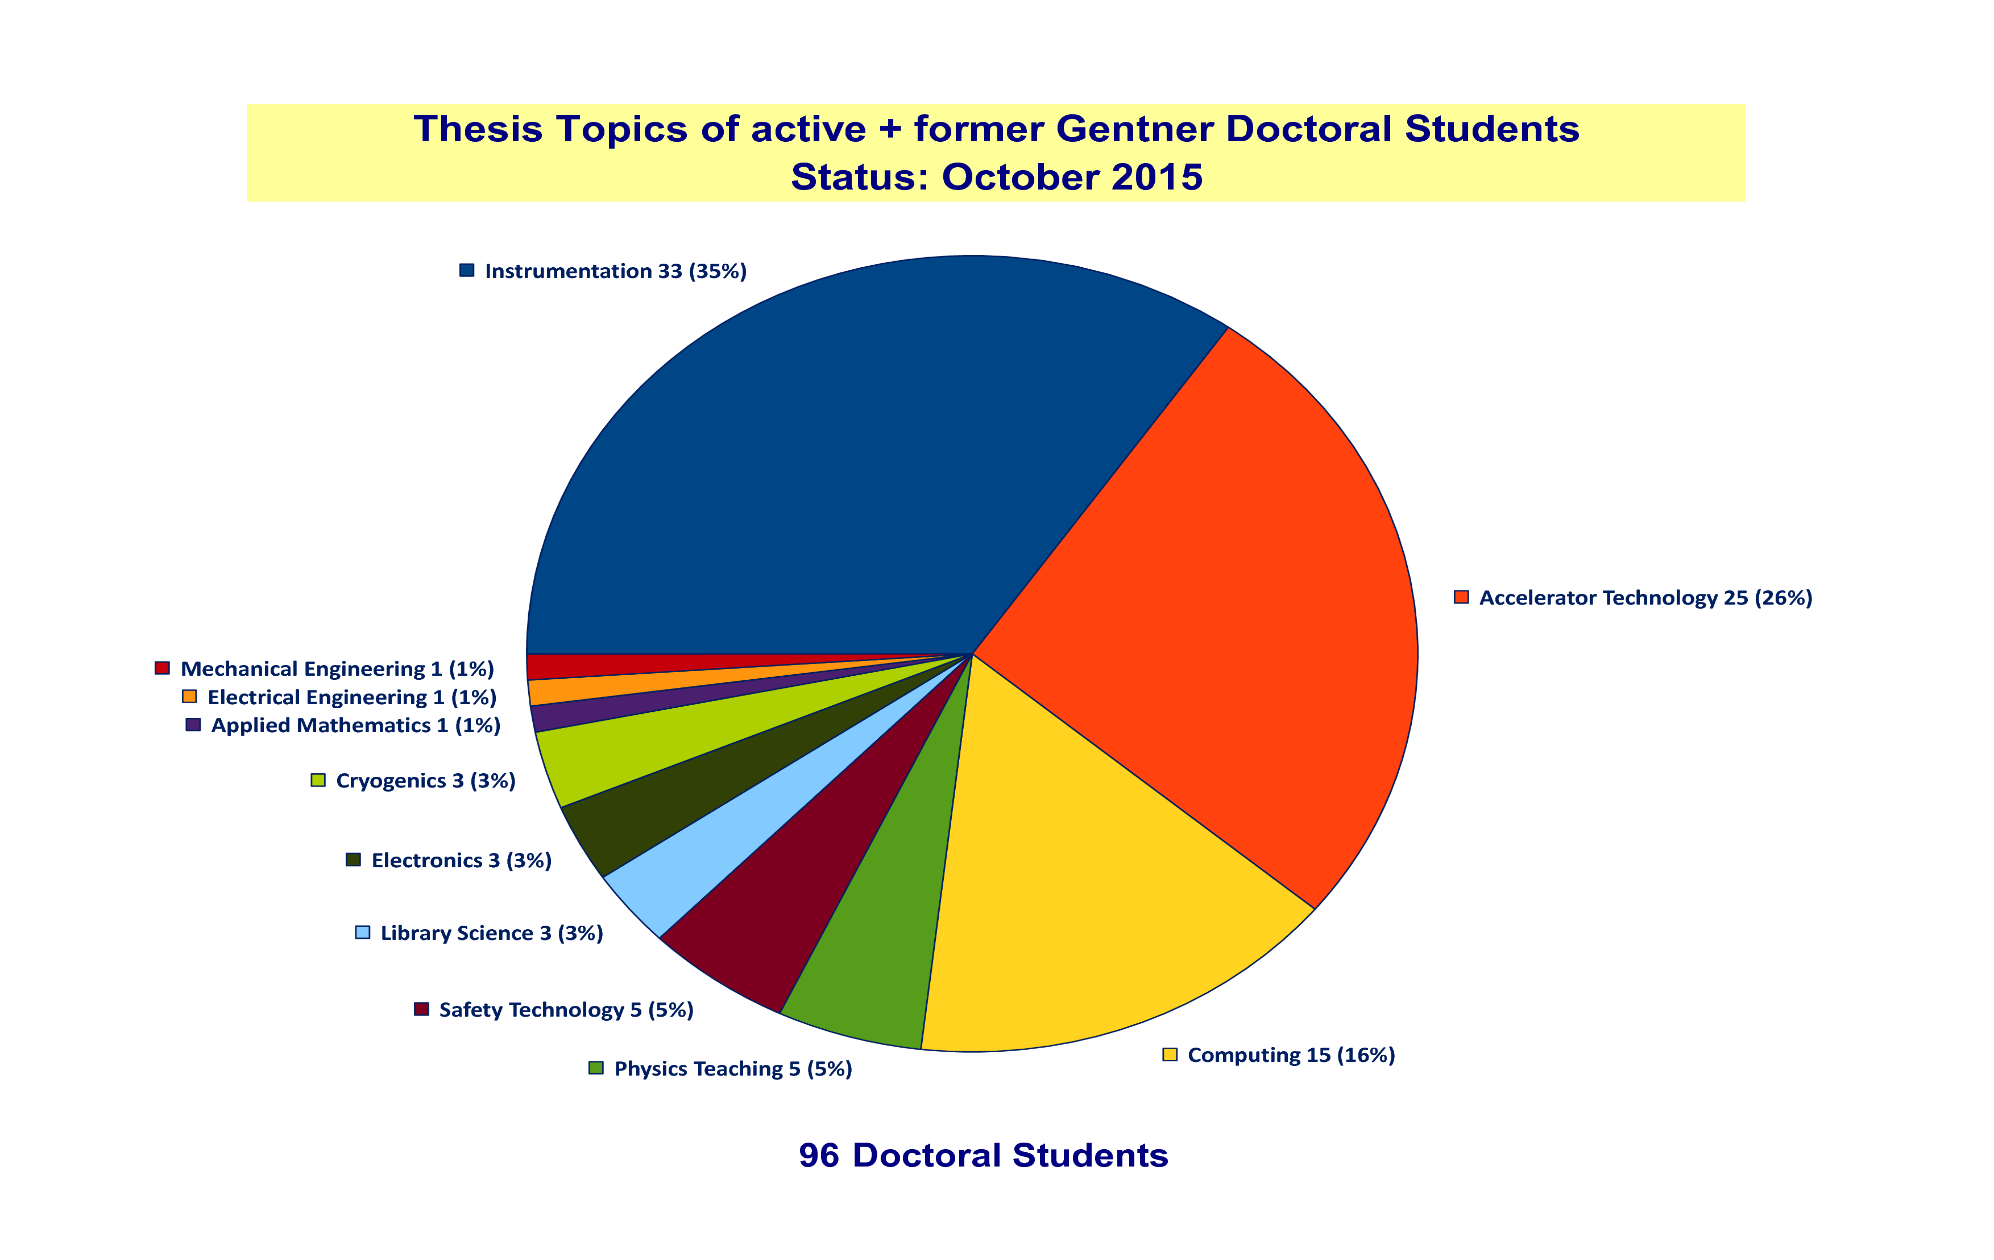 Thesis Topics of active + former Gentner Doctoral Students
Status: October 2015
Instrumentation 33 (35%)
Accelerator Technology 25 (26%)
Mechanical Engineering 1 (1%)
Electrical Engineering 1 (1%)
Applied Mathematics 1 (1%)
Cryogenics 3 (3%)
Electronics 3 (3%)
Library Science 3 (3%)
Safety Technology 5 (5%)
Physics Teaching 5 (5%)
Computing 15 (16%)
96 Doctoral Students